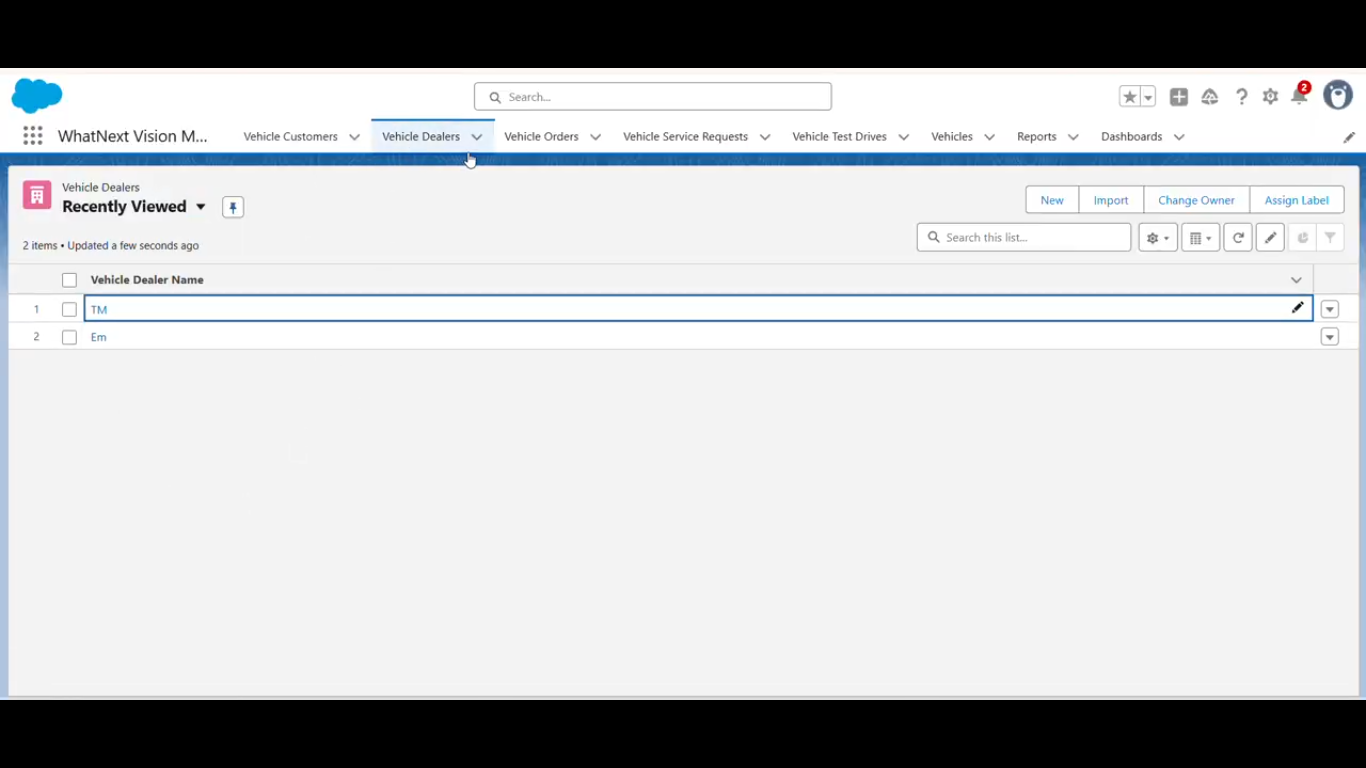 Search...
2
WhatNext Vision M...
Vehicle Customers
Vehicle Dealers
Vehicle Orders
Vehicle Service Requests
Vehicle Test Drives
Vehicles
Reports
Dashboards
Vehicle Dealers
Recently Viewed
New
Import
Change Owner
Assign Label
2 items • Updated a few seconds ago
Search this list...
Vehicle Dealer Name
1 TM
2 Em